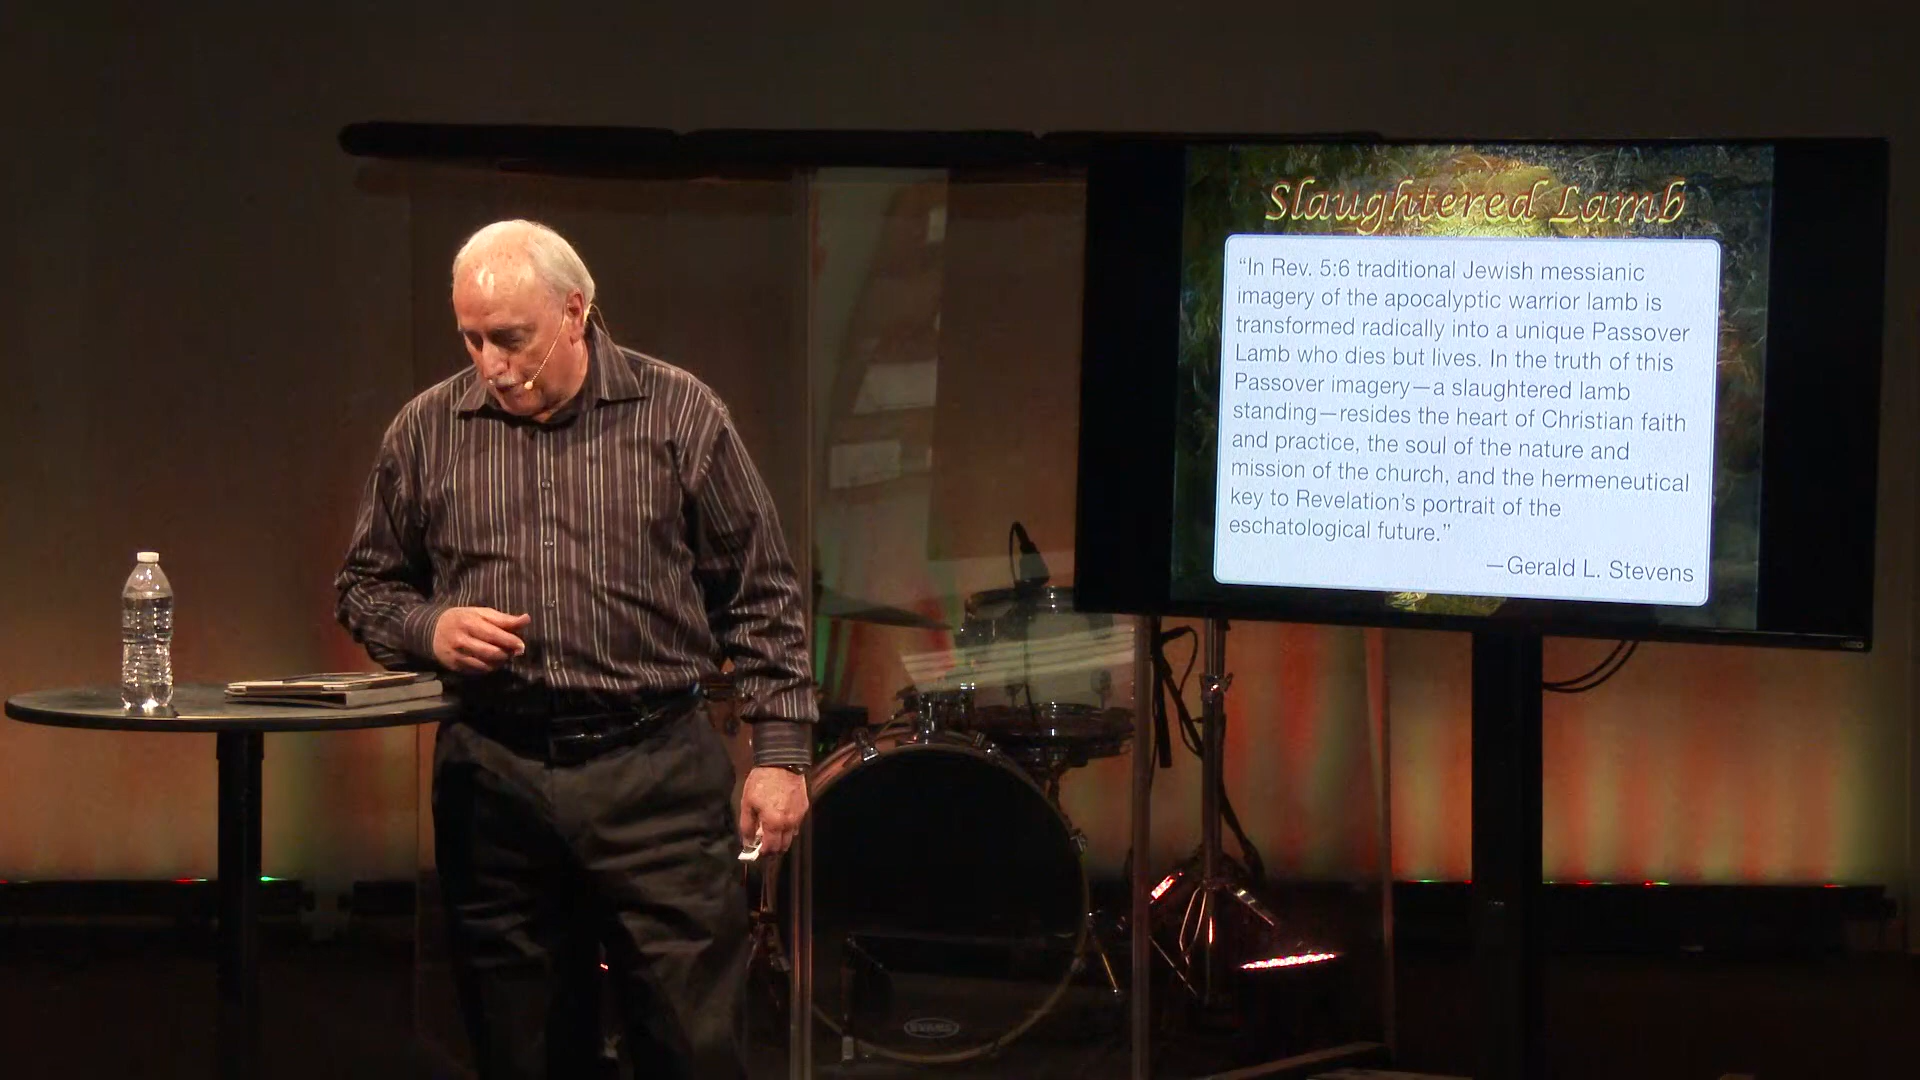 Slaughtered Lamb
“In Rev. 5:6 traditional Jewish messianic
imagery of the apocalyptic warrior lamb is
transformed radically into a unique Passover
Lamb who dies but lives. In the truth of this
Passover imagery—a slaughtered lamb
standing—resides the heart of Christian faith
and practice, the soul of the nature and
mission of the church, and the hermeneutical
key to Revelation’s portrait of the
eschatological future.”
—Gerald L. Stevens
EVANS